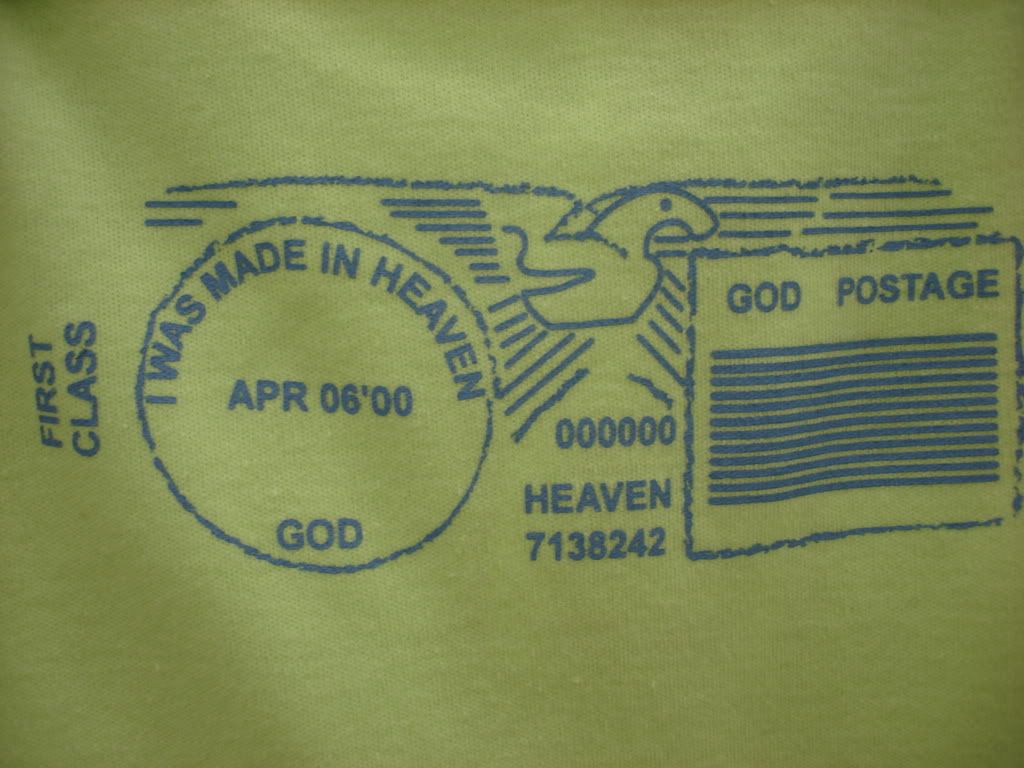 FIRST
CLASS
I WAS MADE IN HEAVEN
APR 06'00
GOD
000000
HEAVEN
7138242
GOD POSTAGE